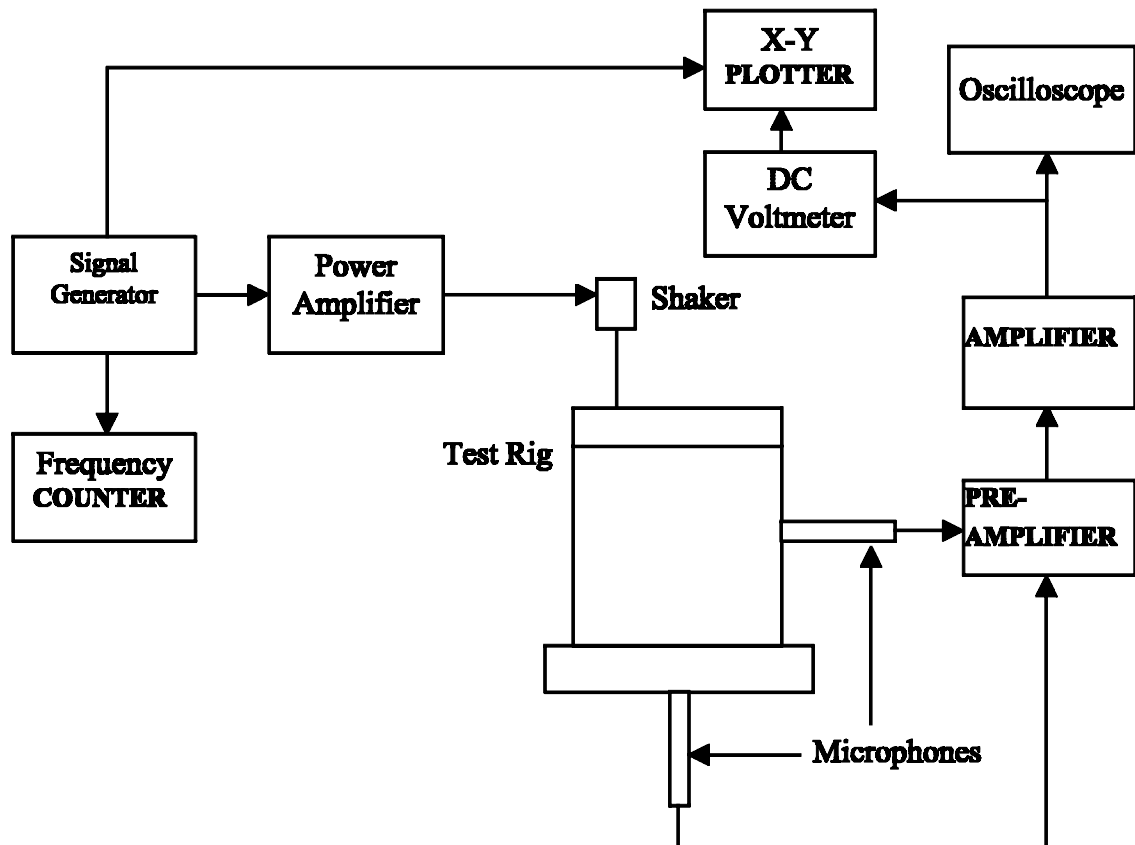 X-Y
PLOTTER
Oscilloscope
DC
Voltmeter
Signal
Generator
Power
Amplifier
Shaker
AMPLIFIER
Frequency
COUNTER
Test Rig
PRE-
AMPLIFIER
Microphones